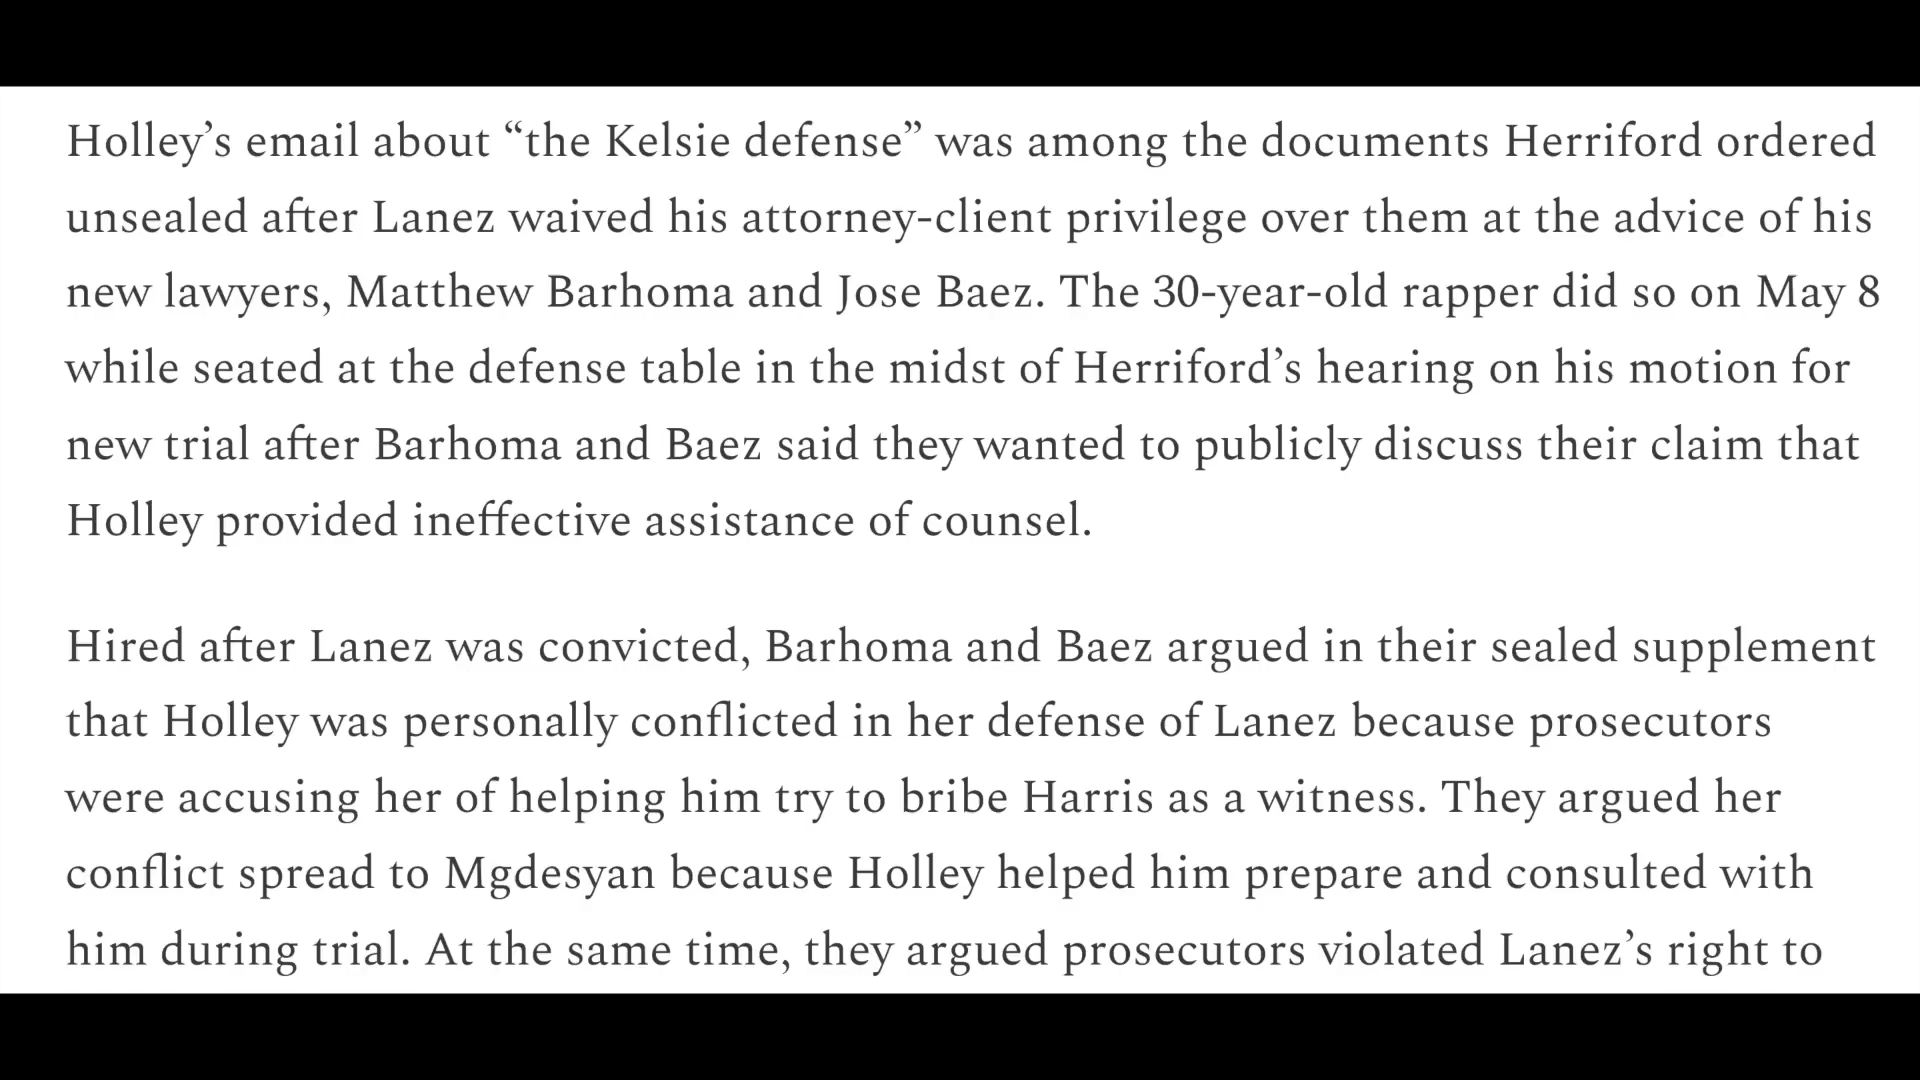 Holley’s email about “the Kelsie defense” was among the documents Herriford ordered
unsealed after Lanez waived his attorney-client privilege over them at the advice of his
new lawyers, Matthew Barhoma and Jose Baez. The 30-year-old rapper did so on May 8
while seated at the defense table in the midst of Herriford’s hearing on his motion for
new trial after Barhoma and Baez said they wanted to publicly discuss their claim that
Holley provided ineffective assistance of counsel.
Hired after Lanez was convicted, Barhoma and Baez argued in their sealed supplement
that Holley was personally conflicted in her defense of Lanez because prosecutors
were accusing her of helping him try to bribe Harris as a witness. They argued her
conflict spread to Mgdesyan because Holley helped him prepare and consulted with
him during trial. At the same time, they argued prosecutors violated Lanez’s right to